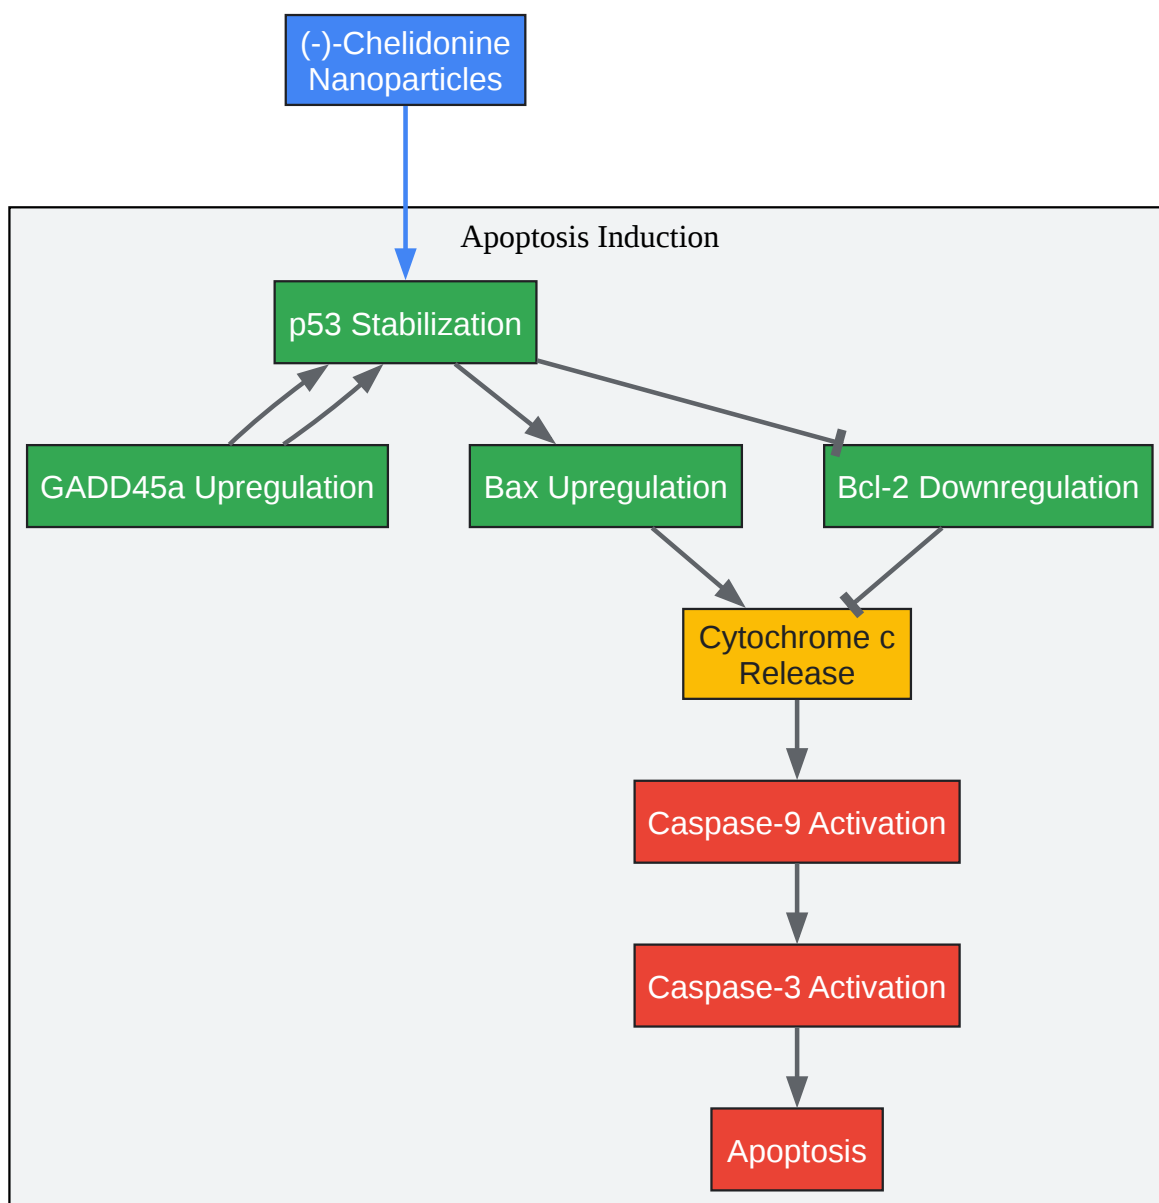 (-)-Chelidonine
Nanoparticles
Apoptosis Induction
p53 Stabilization
GADD45a Upregulation
Bax Upregulation
Bcl-2 Downregulation
Cytochrome c
Release
Caspase-9 Activation
Caspase-3 Activation
Apoptosis